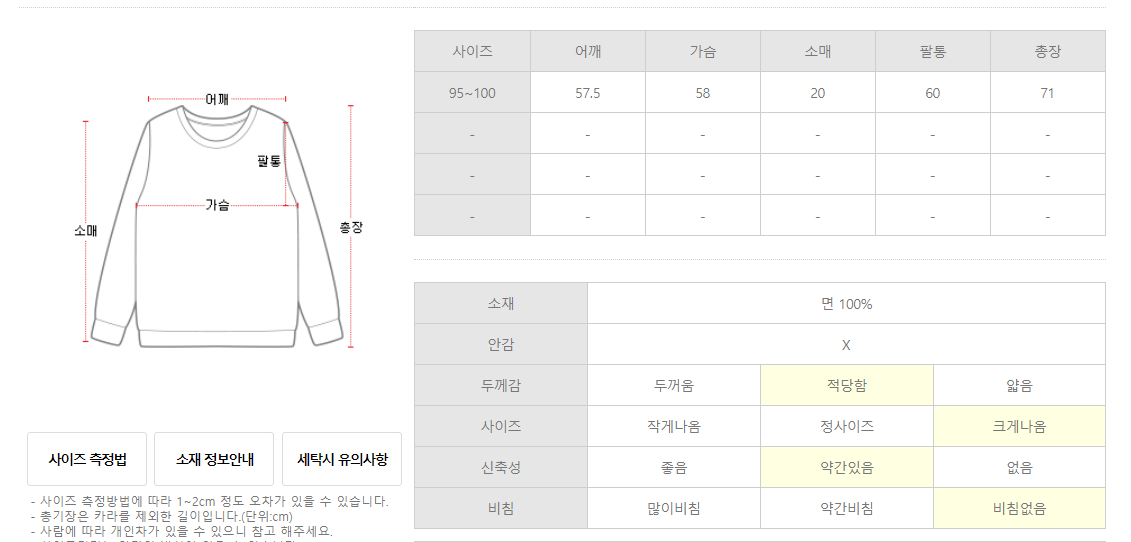 어깨
팔통
가슴
소매
총장
사이즈 측정법 소재 정보안내 세탁시 유의사항
- 사이즈 측정방법에 따라 1~2cm 정도 오차가 있을 수 있습니다.
- 총기장은 카라를 제외한 길이입니다.(단위:cm)
- 사람에 따라 개인차가 있을 수 있으니 참고 해주세요.
사이즈 어깨 가슴 소매 팔통 총장
95~100 57.5 58 20 60 71
- - - - - -
- - - - - -
- - - - - -
소재 면 100%
안감 X
두께감 두꺼움 적당함 얇음
사이즈 작게나옴 정사이즈 크게나옴
신축성 좋음 약간있음 없음
비침 많이비침 약간비침 비침없음